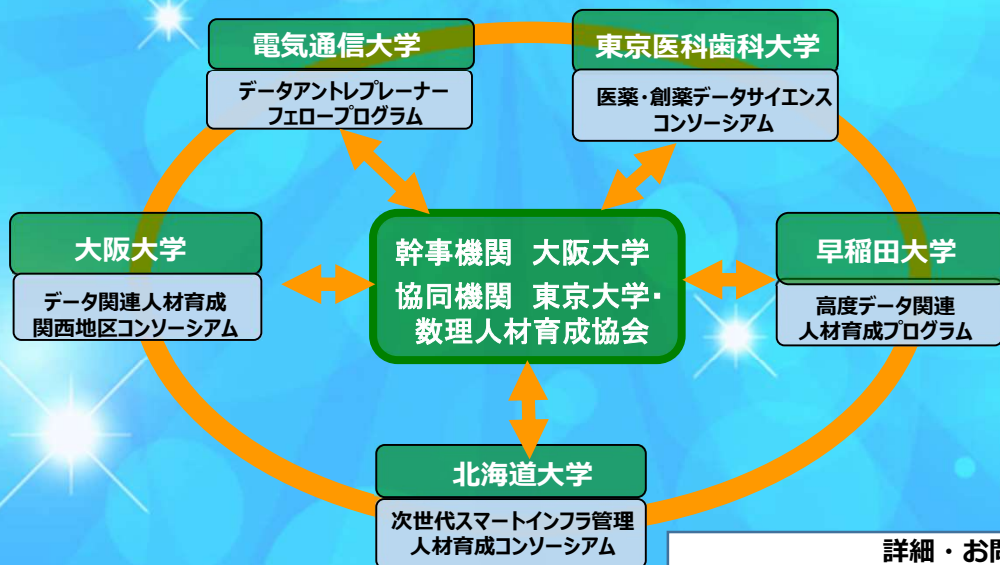 電気通信大学
データアントレプレーナー
フェロープログラム
東京医科歯科大学
医薬・創薬データサイエンス
コンソーシアム
大阪大学
データ関連人材育成
関西地区コンソーシアム
幹事機関 大阪大学
協同機関 東京大学・
数理人材育成協会
早稲田大学
高度データ関連
人材育成プログラム
北海道大学
次世代スマートインフラ管理
人材育成コンソーシアム
詳細・お問